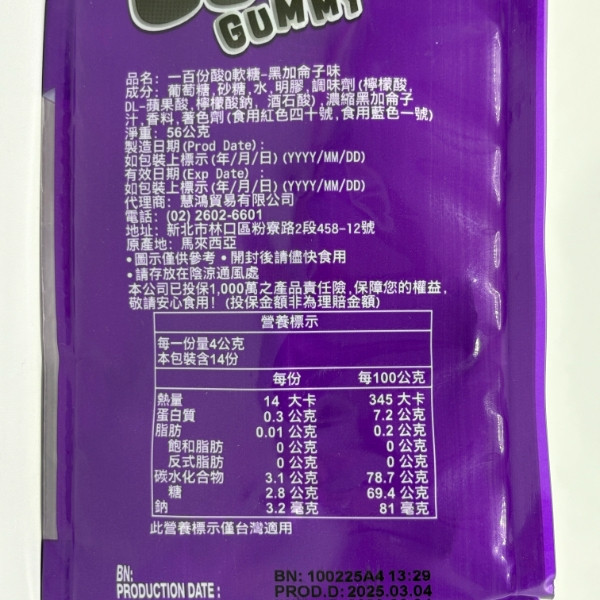 GUMMY
品名: 一百份酸Q軟糖-黑加侖子味
成分: 葡萄糖,砂糖,水,明膠,調味劑(檸檬酸,
DL-蘋果酸,檸檬酸鈉, 酒石酸),濃縮黑加侖子
汁,香料,著色劑(食用紅色四十號,食用藍色一號)
淨重: 56公克
製造日期(Prod Date):
如包裝上標示(年/月/日)(YYYY/MM/DD)
有效日期(Exp Date) :
如包裝上標示(年/月/日)(YYYY/MM/DD)
代理商: 慧鴻貿易有限公司
電話: (02) 2602-6601
地址: 新北市林口區粉寮路2段458-12號
原產地: 馬來西亞
•圖示僅供參考 •開封後請儘快食用
•請存放在陰涼通風處
本公司已投保1,000萬之產品責任險,保障您的權益,
敬請安心食用! (投保金額非為理賠金額)
營養標示
每一份量4公克
本包裝含14份
每份 每100公克
熱量 14 大卡 345 大卡
蛋白質 0.3 公克 7.2 公克
脂肪 0.01 公克 0.2 公克
飽和脂肪 0 公克 0 公克
反式脂肪 0 公克 0 公克
碳水化合物 3.1 公克 78.7 公克
糖 2.8 公克 69.4 公克
鈉 3.2 毫克 81 毫克
此營養標示僅台灣適用
BN: BN: 100225A4 13:29
PRODUCTION DATE : PROD.D: 2025.03.04